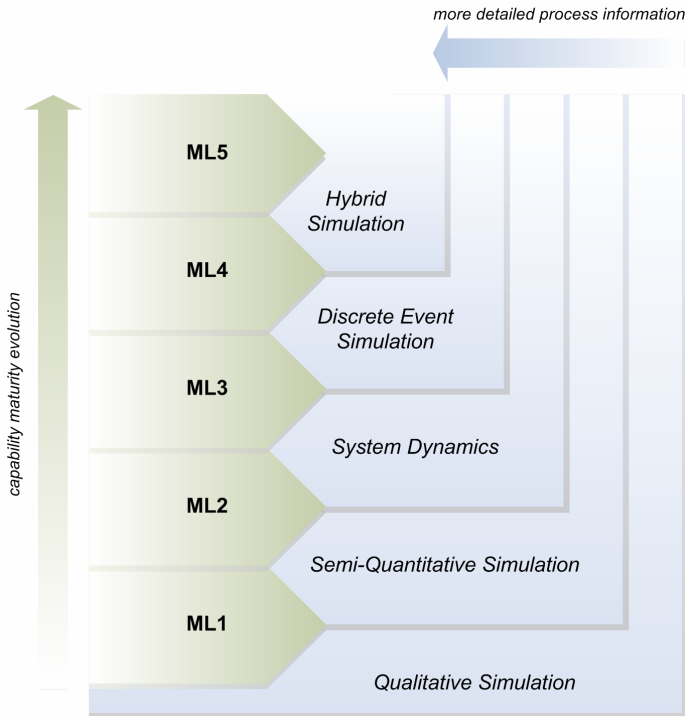 more detailed process information
ML5
Hybrid
Simulation
ML4
Discrete Event
Simulation
ML3
System Dynamics
ML2
Semi-Quantitative Simulation
ML1
Qualitative Simulation
capability maturity evolution